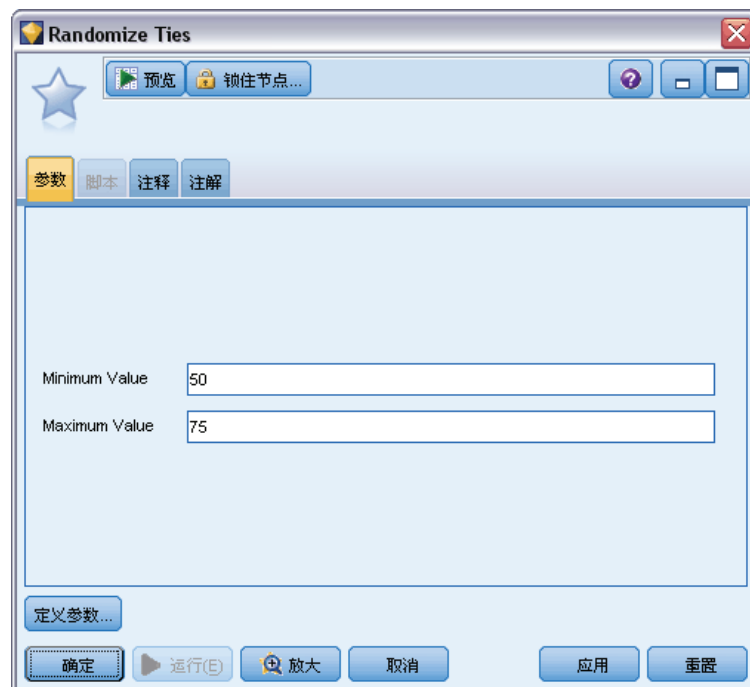 Randomize Ties
预览 锁住节点...
参数 脚本 注释 注解
Minimum Value 50
Maximum Value 75
定义参数...
确定 运行(E) 放大 取消 应用 重置